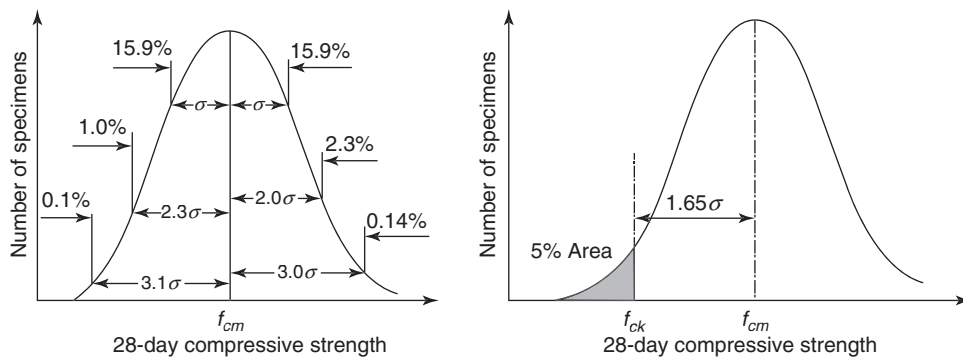 Number of specimens
15.9%
15.9%
σ
σ
1.0%
2.3%
2.3σ
2.0σ
0.1%
0.14%
3.1σ
3.0σ
f_cm
28-day compressive strength
Number of specimens
1.65σ
5% Area
f_ck
f_cm
28-day compressive strength